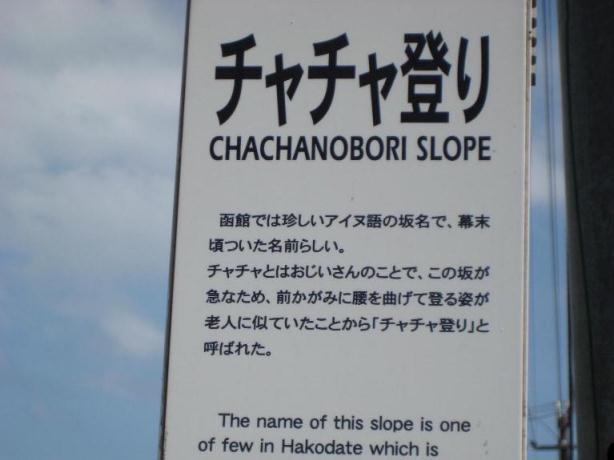 チャチャ登り
CHACHANOBORI SLOPE
函館では珍しいアイヌ語の坂名で、幕末
頃ついた名前らしい。
チャチャとはおじいさんのことで、この坂が
急なため、前かがみに腰を曲げて登る姿が
老人に似ていたことから「チャチャ登り」と
呼ばれた。
The name of this slope is one
of few in Hakodate which is